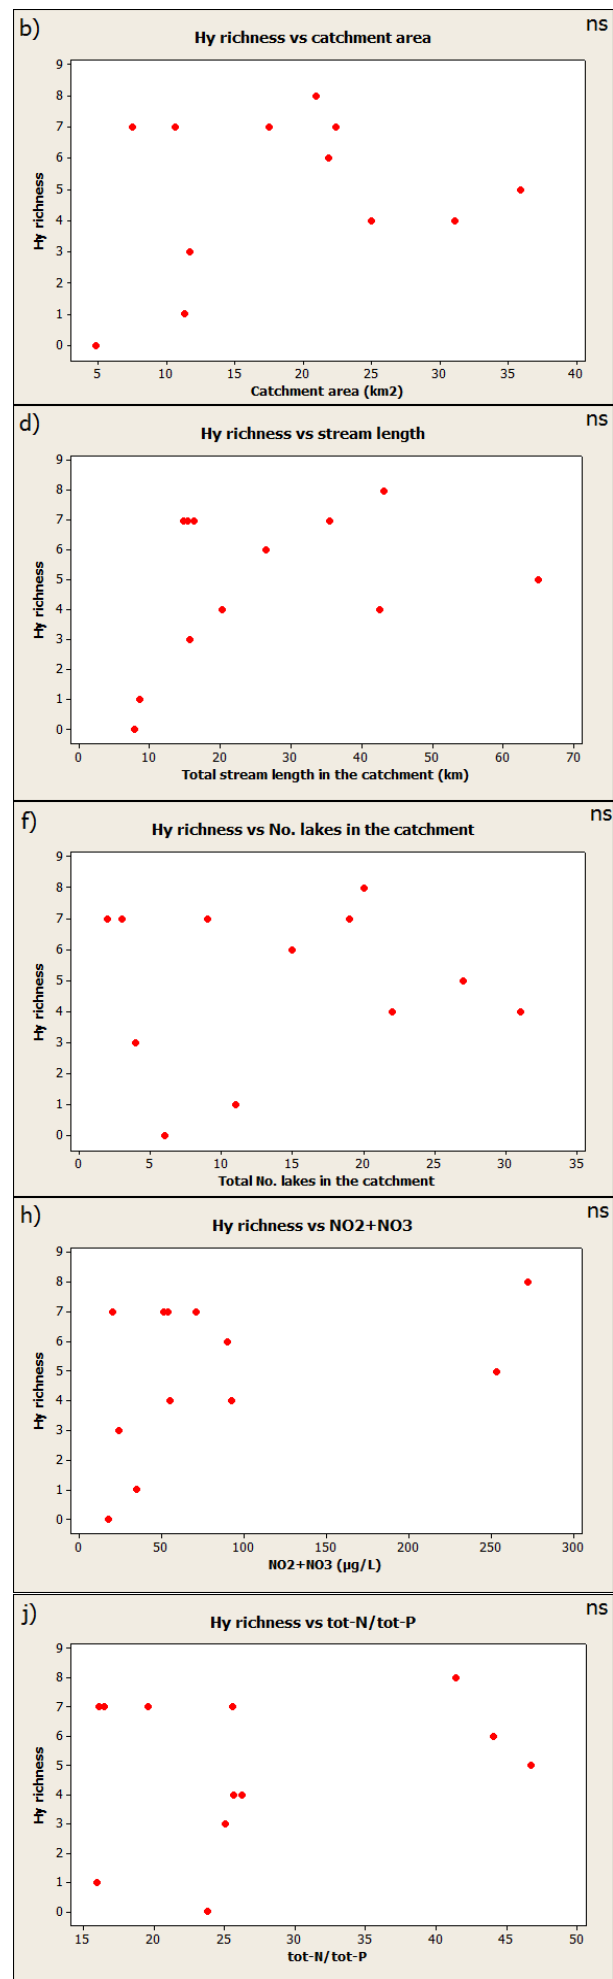 b)
ns
Hy richness vs catchment area
9
8
7
6
5
4
3
2
1
0
Hy richness
5 10 15 20 25 30 35 40
Catchment area (km2)
d)
ns
Hy richness vs stream length
9
8
7
6
5
4
3
2
1
0
Hy richness
0 10 20 30 40 50 60 70
Total stream length in the catchment (km)
f)
ns
Hy richness vs No. lakes in the catchment
9
8
7
6
5
4
3
2
1
0
Hy richness
0 5 10 15 20 25 30 35
Total No. lakes in the catchment
h)
ns
Hy richness vs NO2+NO3
9
8
7
6
5
4
3
2
1
0
Hy richness
0 50 100 150 200 250 300
NO2+NO3 (µg/L)
j)
ns
Hy richness vs tot-N/tot-P
9
8
7
6
5
4
3
2
1
0
Hy richness
15 20 25 30 35 40 45 50
tot-N/tot-P